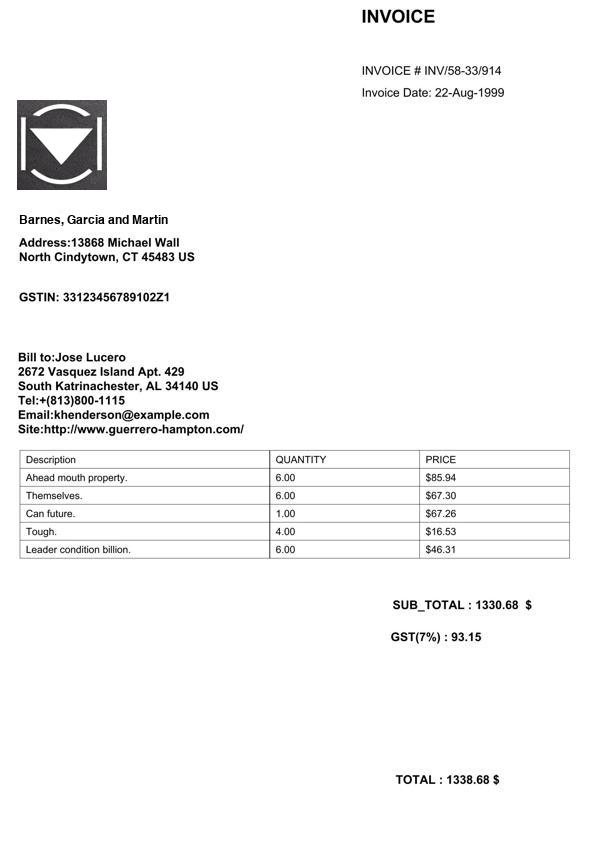 INVOICE
INVOICE # INV/58-33/914
Invoice Date: 22-Aug-1999
Barnes, Garcia and Martin
Address:13868 Michael Wall
North Cindytown, CT 45483 US
GSTIN: 33123456789102Z1
Bill to:Jose Lucero
2672 Vasquez Island Apt. 429
South Katrinachester, AL 34140 US
Tel:+(813)800-1115
Email:khenderson@example.com
Site:http://www.guerrero-hampton.com/
Description QUANTITY PRICE
Ahead mouth property. 6.00 $85.94
Themselves. 6.00 $67.30
Can future. 1.00 $67.26
Tough. 4.00 $16.53
Leader condition billion. 6.00 $46.31
SUB_TOTAL : 1330.68 $
GST(7%) : 93.15
TOTAL : 1338.68 $